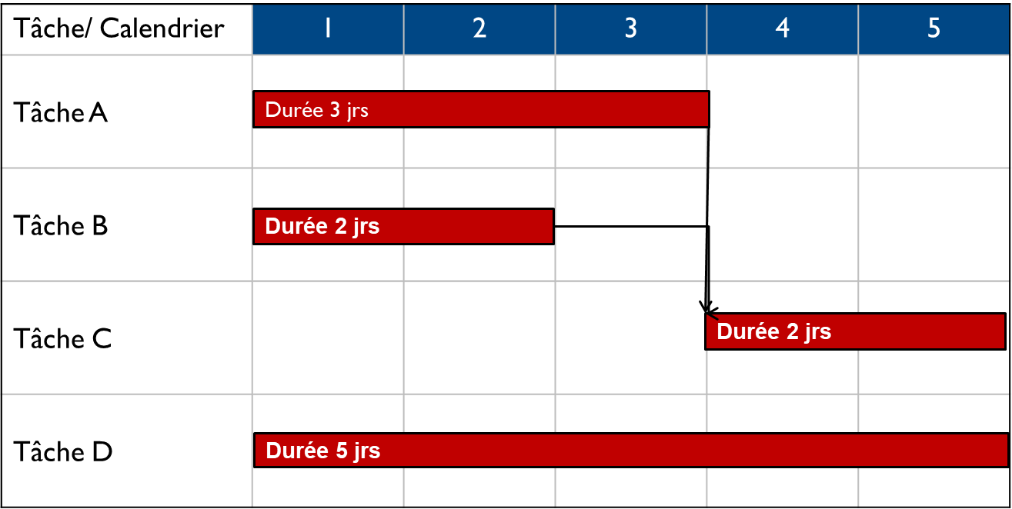 Tâche/ Calendrier 1 2 3 4 5
Tâche A Durée 3 jrs
Tâche B Durée 2 jrs
Tâche C Durée 2 jrs
Tâche D Durée 5 jrs